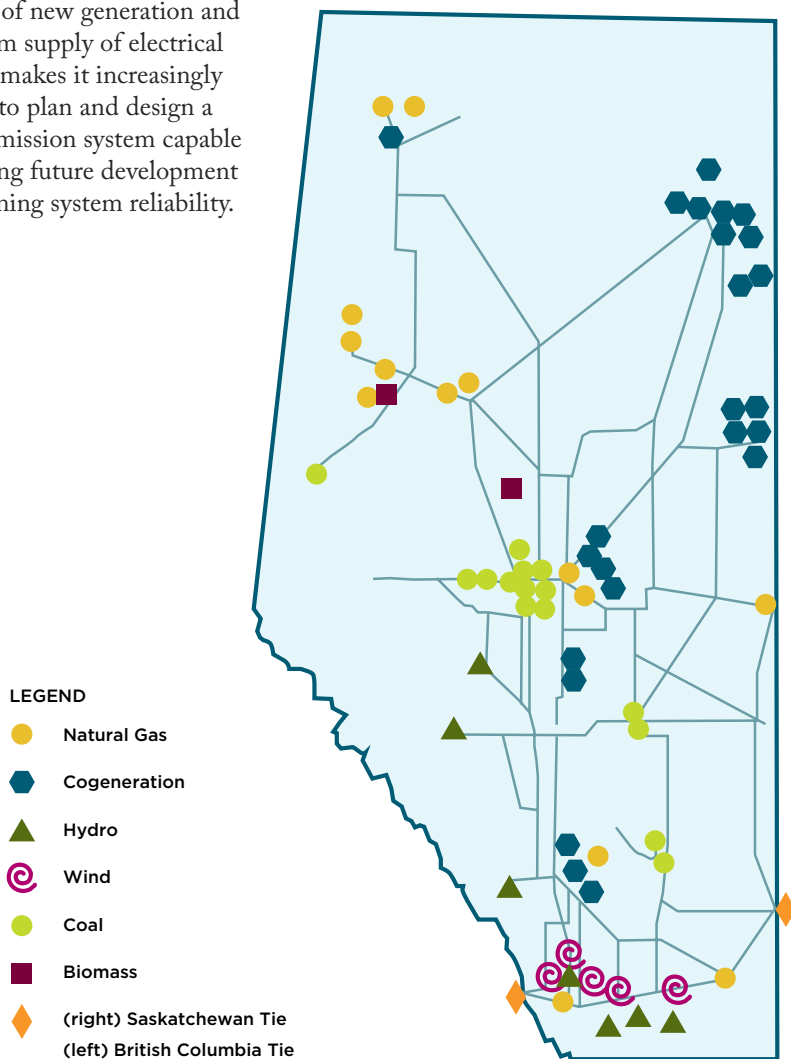 of new generation and
m supply of electrical
makes it increasingly
to plan and design a
mission system capable
ng future development
ning system reliability.
LEGEND
Natural Gas
Cogeneration
Hydro
Wind
Coal
Biomass
(right) Saskatchewan Tie
(left) British Columbia Tie